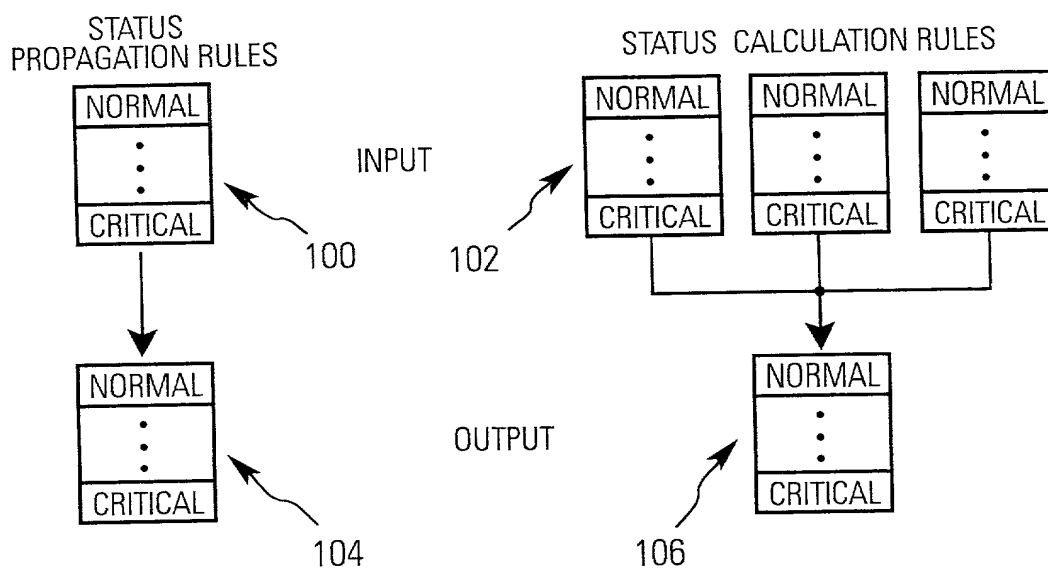 STATUS
PROPAGATION RULES
STATUS CALCULATION RULES
NORMAL
CRITICAL
INPUT
NORMAL
CRITICAL
NORMAL
CRITICAL
NORMAL
CRITICAL
100
102
NORMAL
CRITICAL
OUTPUT
NORMAL
CRITICAL
104
106